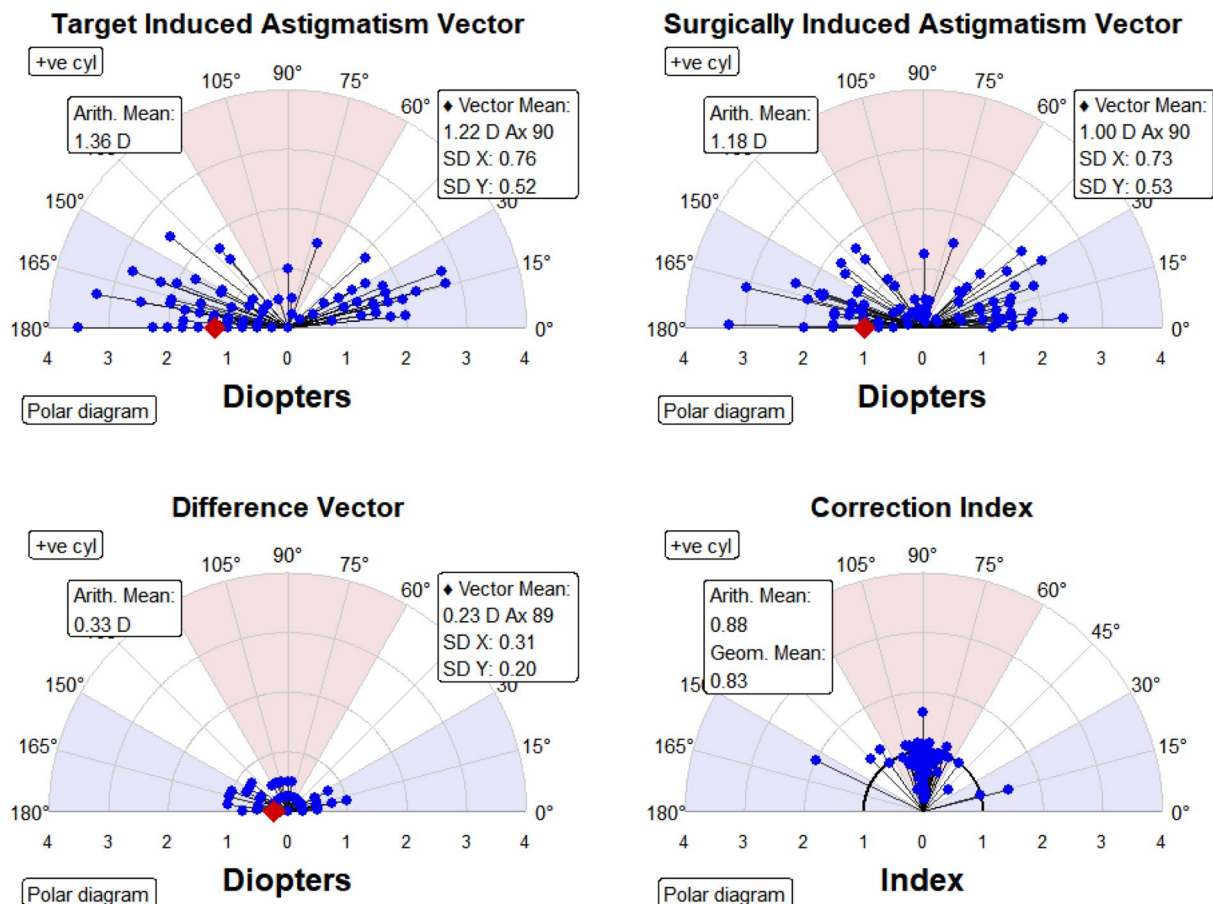 Target Induced Astigmatism Vector
+ve cyl
90°
105°
75°
60°
Arith. Mean:
1.36 D
♦ Vector Mean:
1.22 D Ax 90
SD X: 0.76
SD Y: 0.52
150°
30
165°
15°
180°
0°
4 3 2 1 0 1 2 3 4
Diopters
Polar diagram
Surgically Induced Astigmatism Vector
+ve cyl
90°
105°
75°
60°
Arith. Mean:
1.18 D
♦ Vector Mean:
1.00 D Ax 90
SD X: 0.73
SD Y: 0.53
150°
30
165°
15°
180°
0°
4 3 2 1 0 1 2 3 4
Diopters
Polar diagram
Difference Vector
+ve cyl
90°
105°
75°
60°
Arith. Mean:
0.33 D
♦ Vector Mean:
0.23 D Ax 89
SD X: 0.31
SD Y: 0.20
150°
30
165°
15°
180°
0°
4 3 2 1 0 1 2 3 4
Diopters
Polar diagram
Correction Index
+ve cyl
90°
105°
75°
60°
45°
Arith. Mean:
0.88
Geom. Mean:
0.83
30°
165°
15°
180°
0°
4 3 2 1 0 1 2 3 4
Index
Polar diagram